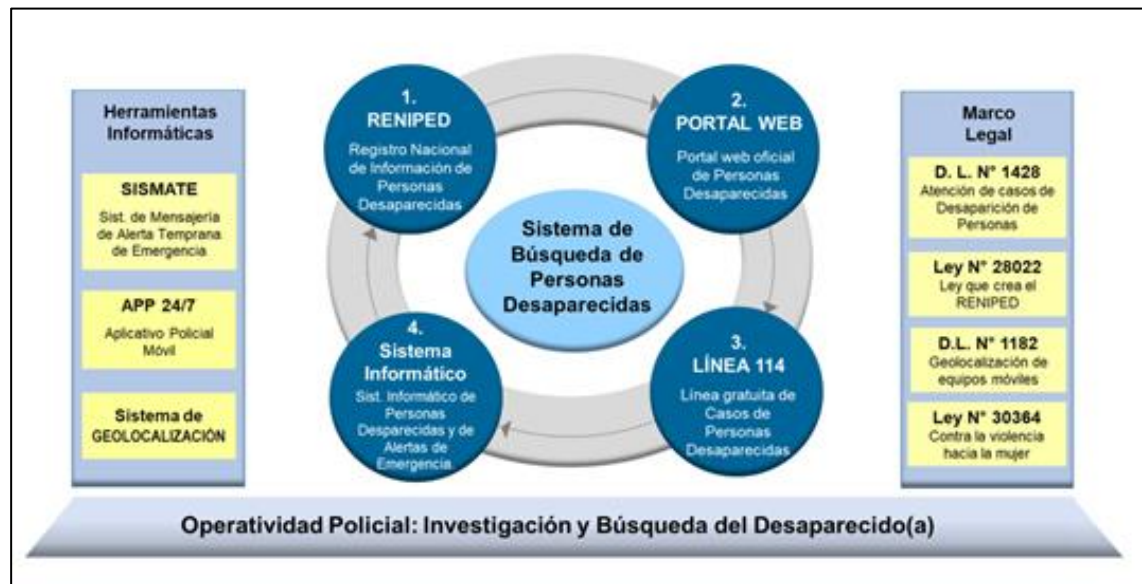 Herramientas
Informáticas
SISMATE
Sist. de Mensajería
de Alerta Temprana
de Emergencia
APP 24/7
Aplicativo Policial
Móvil
Sistema de
GEOLOCALIZACIÓN
1.
RENIPED
Registro Nacional
de Información de
Personas
Desaparecidas
2.
PORTAL WEB
Portal web oficial
de Personas
Desaparecidas
Sistema de
Búsqueda de
Personas
Desaparecidas
3.
LÍNEA 114
Línea gratuita de
Casos de
Personas
Desaparecidas
4.
Sistema
Informático
Sist. Informático de
Personas
Desparecidas y de
Alertas de
Emergencia.
Marco
Legal
D. L. N° 1428
Atención de casos de
Desaparición de
Personas
Ley N° 28022
Ley que crea el
RENIPED
D.L. N° 1182
Geolocalización de
equipos móviles
Ley N° 30364
Contra la violencia
hacia la mujer
Operatividad Policial: Investigación y Búsqueda del Desaparecido(a)